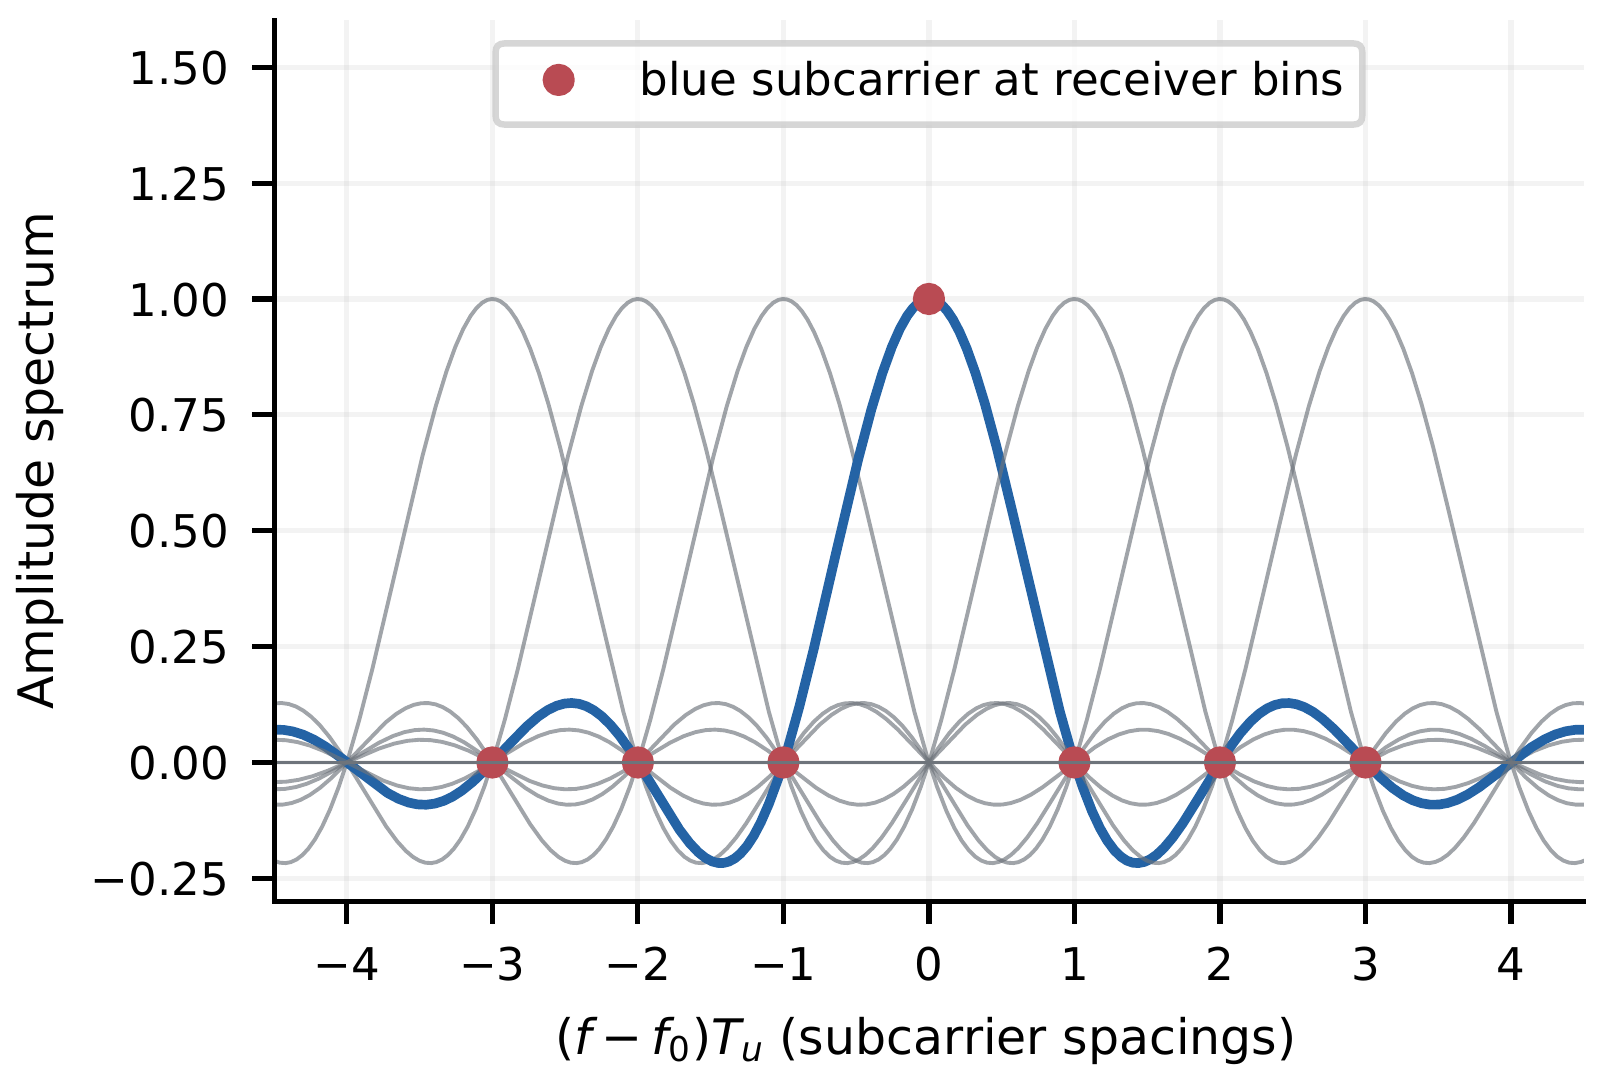 blue subcarrier at receiver bins
Amplitude spectrum
1.50
1.25
1.00
0.75
0.50
0.25
0.00
−0.25
−4 −3 −2 −1 0 1 2 3 4
(f − f₀)Tᵤ (subcarrier spacings)